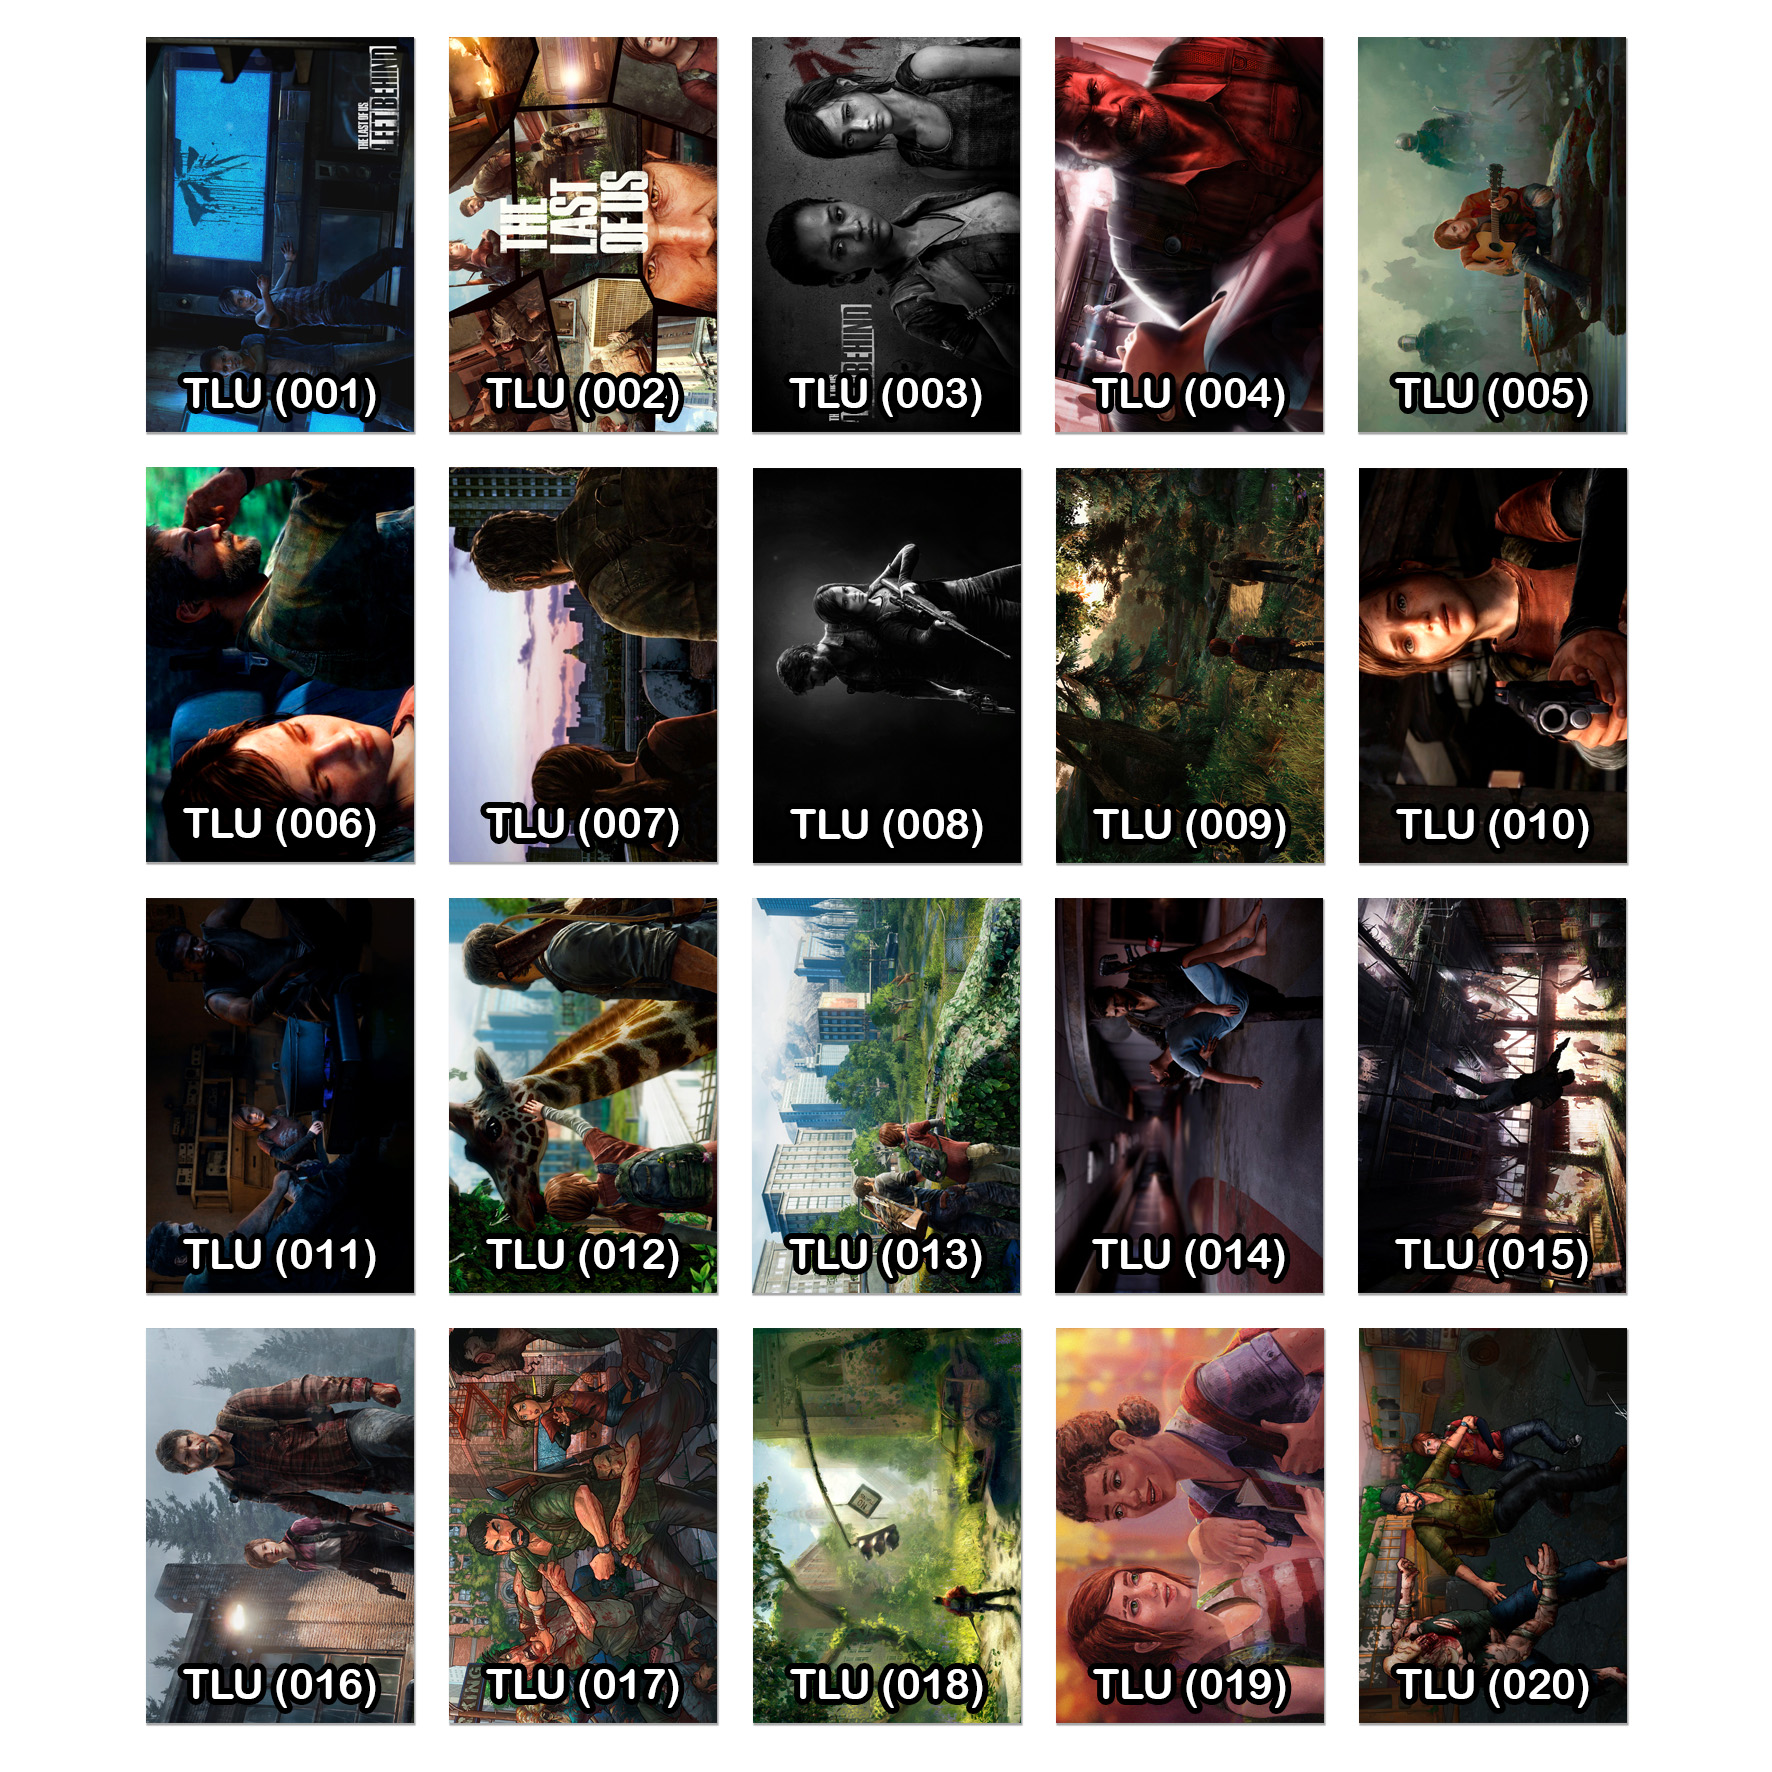 THE LAST OF US
LEFT BEHIND
TLU (001)
THE
LAST
OF US
TLU (002)
BEHIND
TLU (003)
TLU (004)
TLU (005)
TLU (006)
TLU (007)
TLU (008)
TLU (009)
TLU (010)
TLU (011)
TLU (012)
TLU (013)
TLU (014)
TLU (015)
TLU (016)
TLU (017)
TLU (018)
TLU (019)
TLU (020)